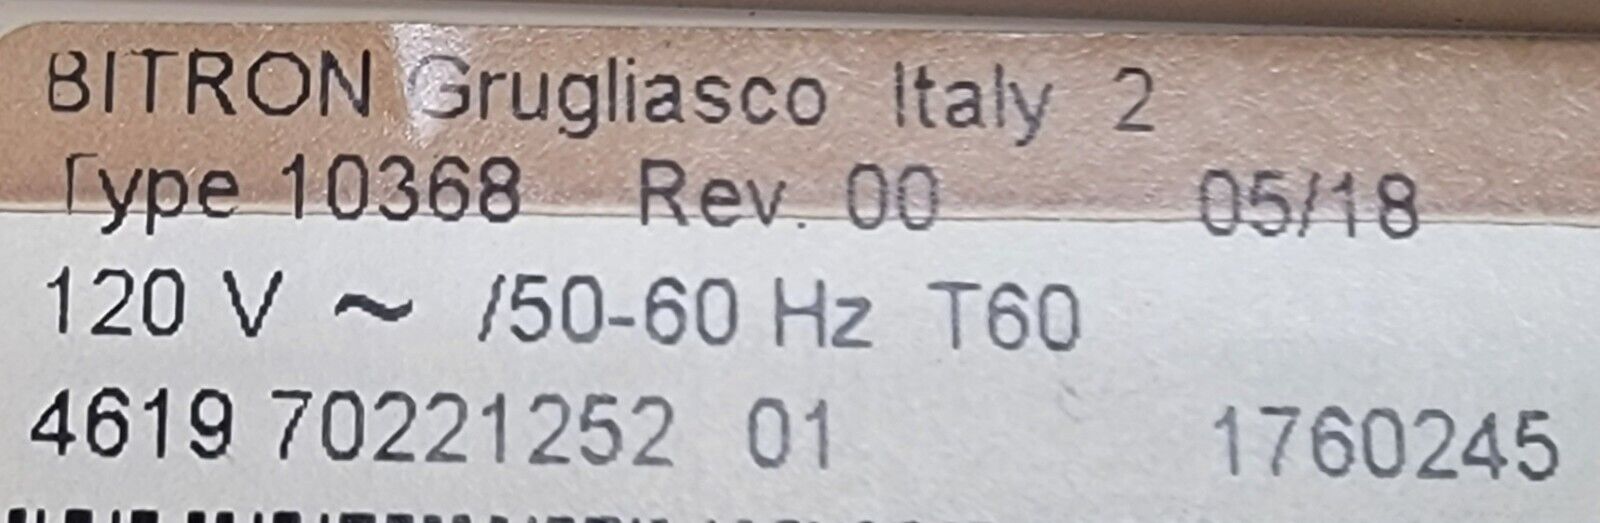 BITRON Grugliasco Italy 2
Type 10368 Rev. 00 05/18
120 V ~ /50-60 Hz T60
4619 70221252 01 1760245